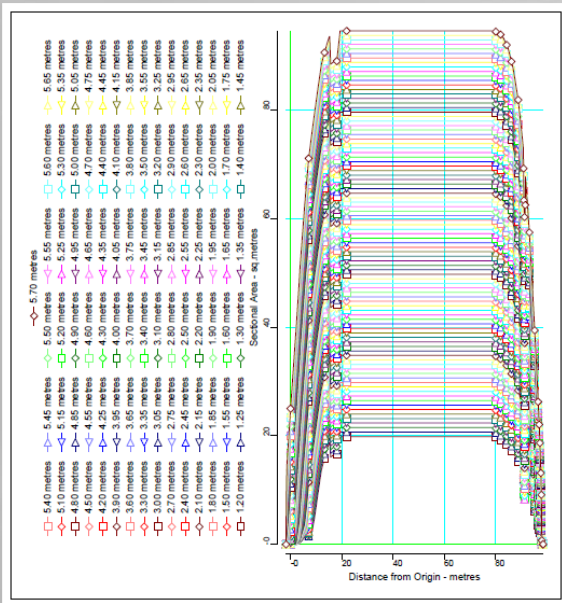 5.70 metres
5.40 metres 5.45 metres 5.50 metres 5.55 metres 5.60 metres 5.65 metres
5.10 metres 5.15 metres 5.20 metres 5.25 metres 5.30 metres 5.35 metres
4.80 metres 4.85 metres 4.90 metres 4.95 metres 5.00 metres 5.05 metres
4.50 metres 4.55 metres 4.60 metres 4.65 metres 4.70 metres 4.75 metres
4.20 metres 4.25 metres 4.30 metres 4.35 metres 4.40 metres 4.45 metres
3.90 metres 3.95 metres 4.00 metres 4.05 metres 4.10 metres 4.15 metres
3.60 metres 3.65 metres 3.70 metres 3.75 metres 3.80 metres 3.85 metres
3.30 metres 3.35 metres 3.40 metres 3.45 metres 3.50 metres 3.55 metres
3.00 metres 3.05 metres 3.10 metres 3.15 metres 3.20 metres 3.25 metres
2.70 metres 2.75 metres 2.80 metres 2.85 metres 2.90 metres 2.95 metres
2.40 metres 2.45 metres 2.50 metres 2.55 metres 2.60 metres 2.65 metres
2.10 metres 2.15 metres 2.20 metres 2.25 metres 2.30 metres 2.35 metres
1.80 metres 1.85 metres 1.90 metres 1.95 metres 2.00 metres 2.05 metres
1.50 metres 1.55 metres 1.60 metres 1.65 metres 1.70 metres 1.75 metres
1.20 metres 1.25 metres 1.30 metres 1.35 metres 1.40 metres 1.45 metres
Sectional Area - sq.metres
80
60
40
20
-0
-0 20 40 60 80
Distance from Origin - metres